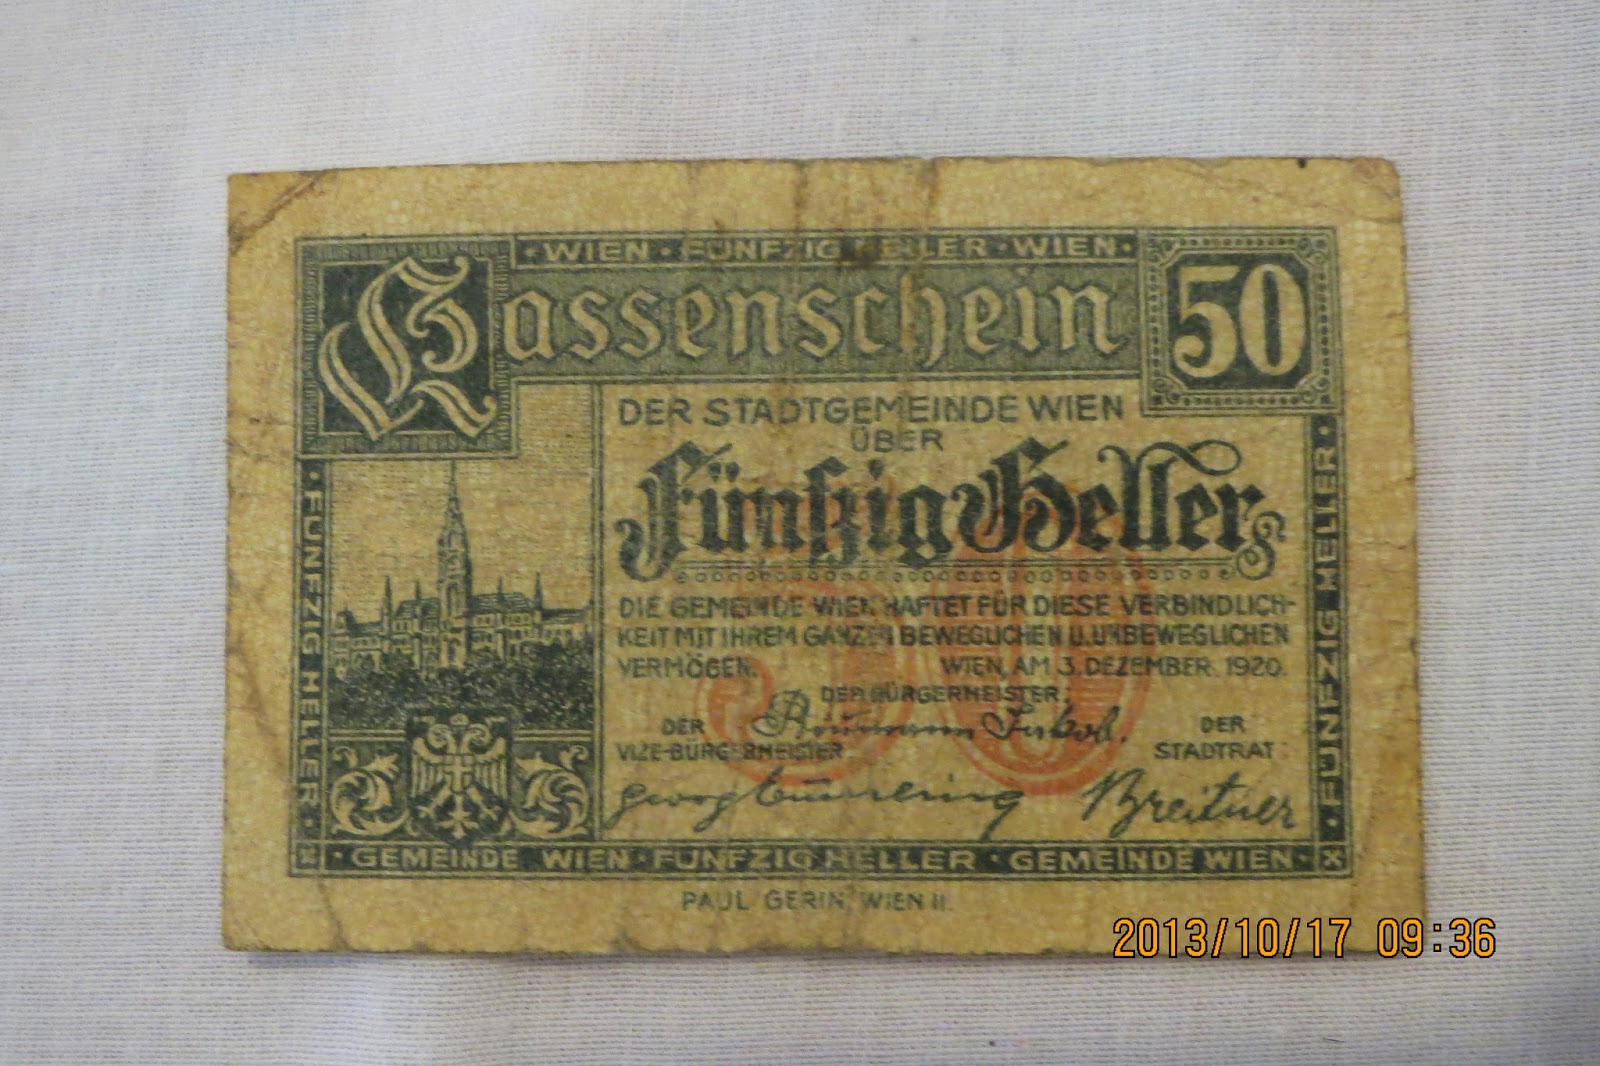 · WIEN · FÜNFZIG HELLER · WIEN ·
Kassenschein
50
DER STADTGEMEINDE WIEN
ÜBER
Fünfzig Heller
50
DIE GEMEINDE WIEN HAFTET FÜR DIESE VERBINDLICH-
KEIT MIT IHREM GANZEN BEWEGLICHEN U. UNBEWEGLICHEN
VERMÖGEN. WIEN, AM 3. DEZEMBER. 1920.
DER BÜRGERMEISTER:
DER
VIZE-BÜRGERMEISTER
DER
STADTRAT:
Breitner
· FÜNFZIG HELLER ·
· FÜNFZIG HELLER · FÜNFZIG HELLER ·
· GEMEINDE WIEN · FÜNFZIG HELLER · GEMEINDE WIEN ·
PAUL GERIN, WIEN II.
2013/10/17 09:36